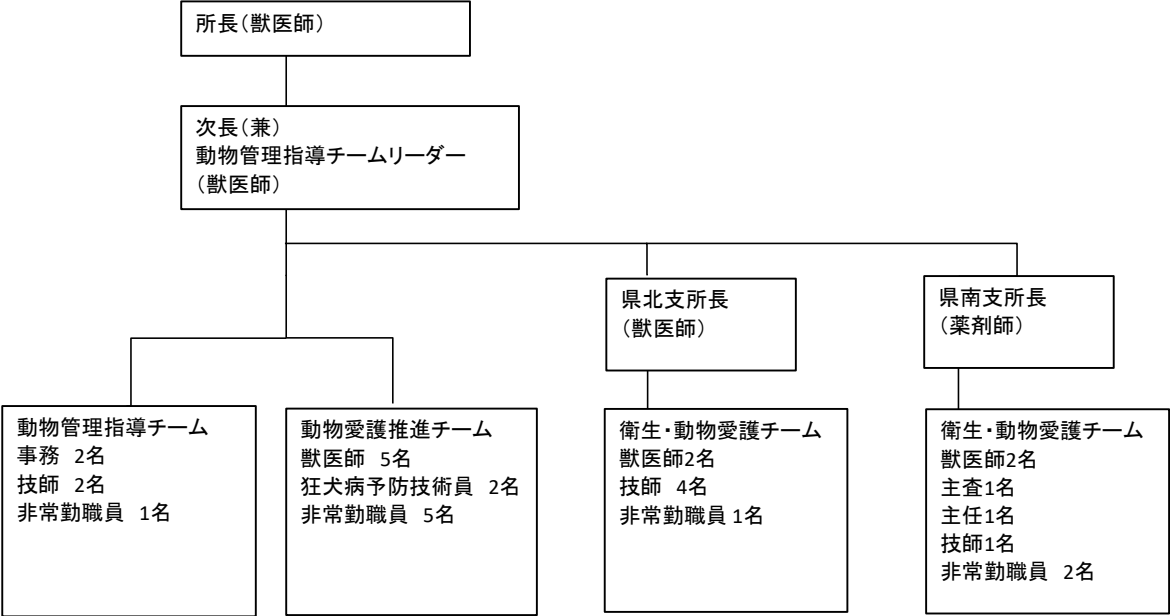 所長(獣医師)
次長(兼)
動物管理指導チームリーダー
(獣医師)
県北支所長
(獣医師)
県南支所長
(薬剤師)
動物管理指導チーム
事務 2名
技師 2名
非常勤職員 1名
動物愛護推進チーム
獣医師 5名
狂犬病予防技術員 2名
非常勤職員 5名
衛生・動物愛護チーム
獣医師2名
技師 4名
非常勤職員 1名
衛生・動物愛護チーム
獣医師2名
主査1名
主任1名
技師1名
非常勤職員 2名